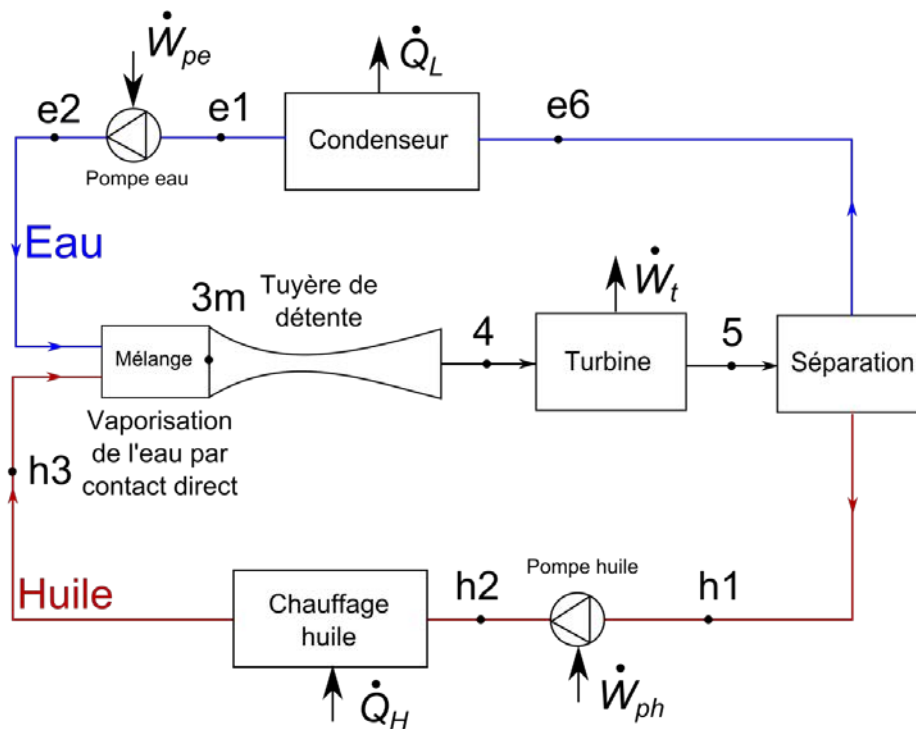 Ẇpe
Q̇L
e2
e1
e6
Condenseur
Pompe eau
Eau
3m
Tuyère de
détente
Ẇt
4
5
Mélange
Turbine
Séparation
Vaporisation
de l'eau par
contact direct
h3
Huile
Pompe huile
Chauffage
huile
h2
h1
Q̇H
Ẇph